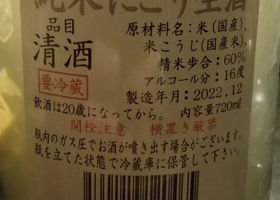 純米にごり生酒
品目
清酒
要冷蔵
原材料名：米（国産）、
米こうじ（国産米）、
精米歩合：60％
アルコール分：16度
製造年月：2022.12
飲酒は20歳になってから。 内容量720ml
開栓注意 横置き厳禁
瓶内のガス圧でお酒が噴き出す場合がございます。
瓶を立てた状態で冷蔵庫に保管して下さい。